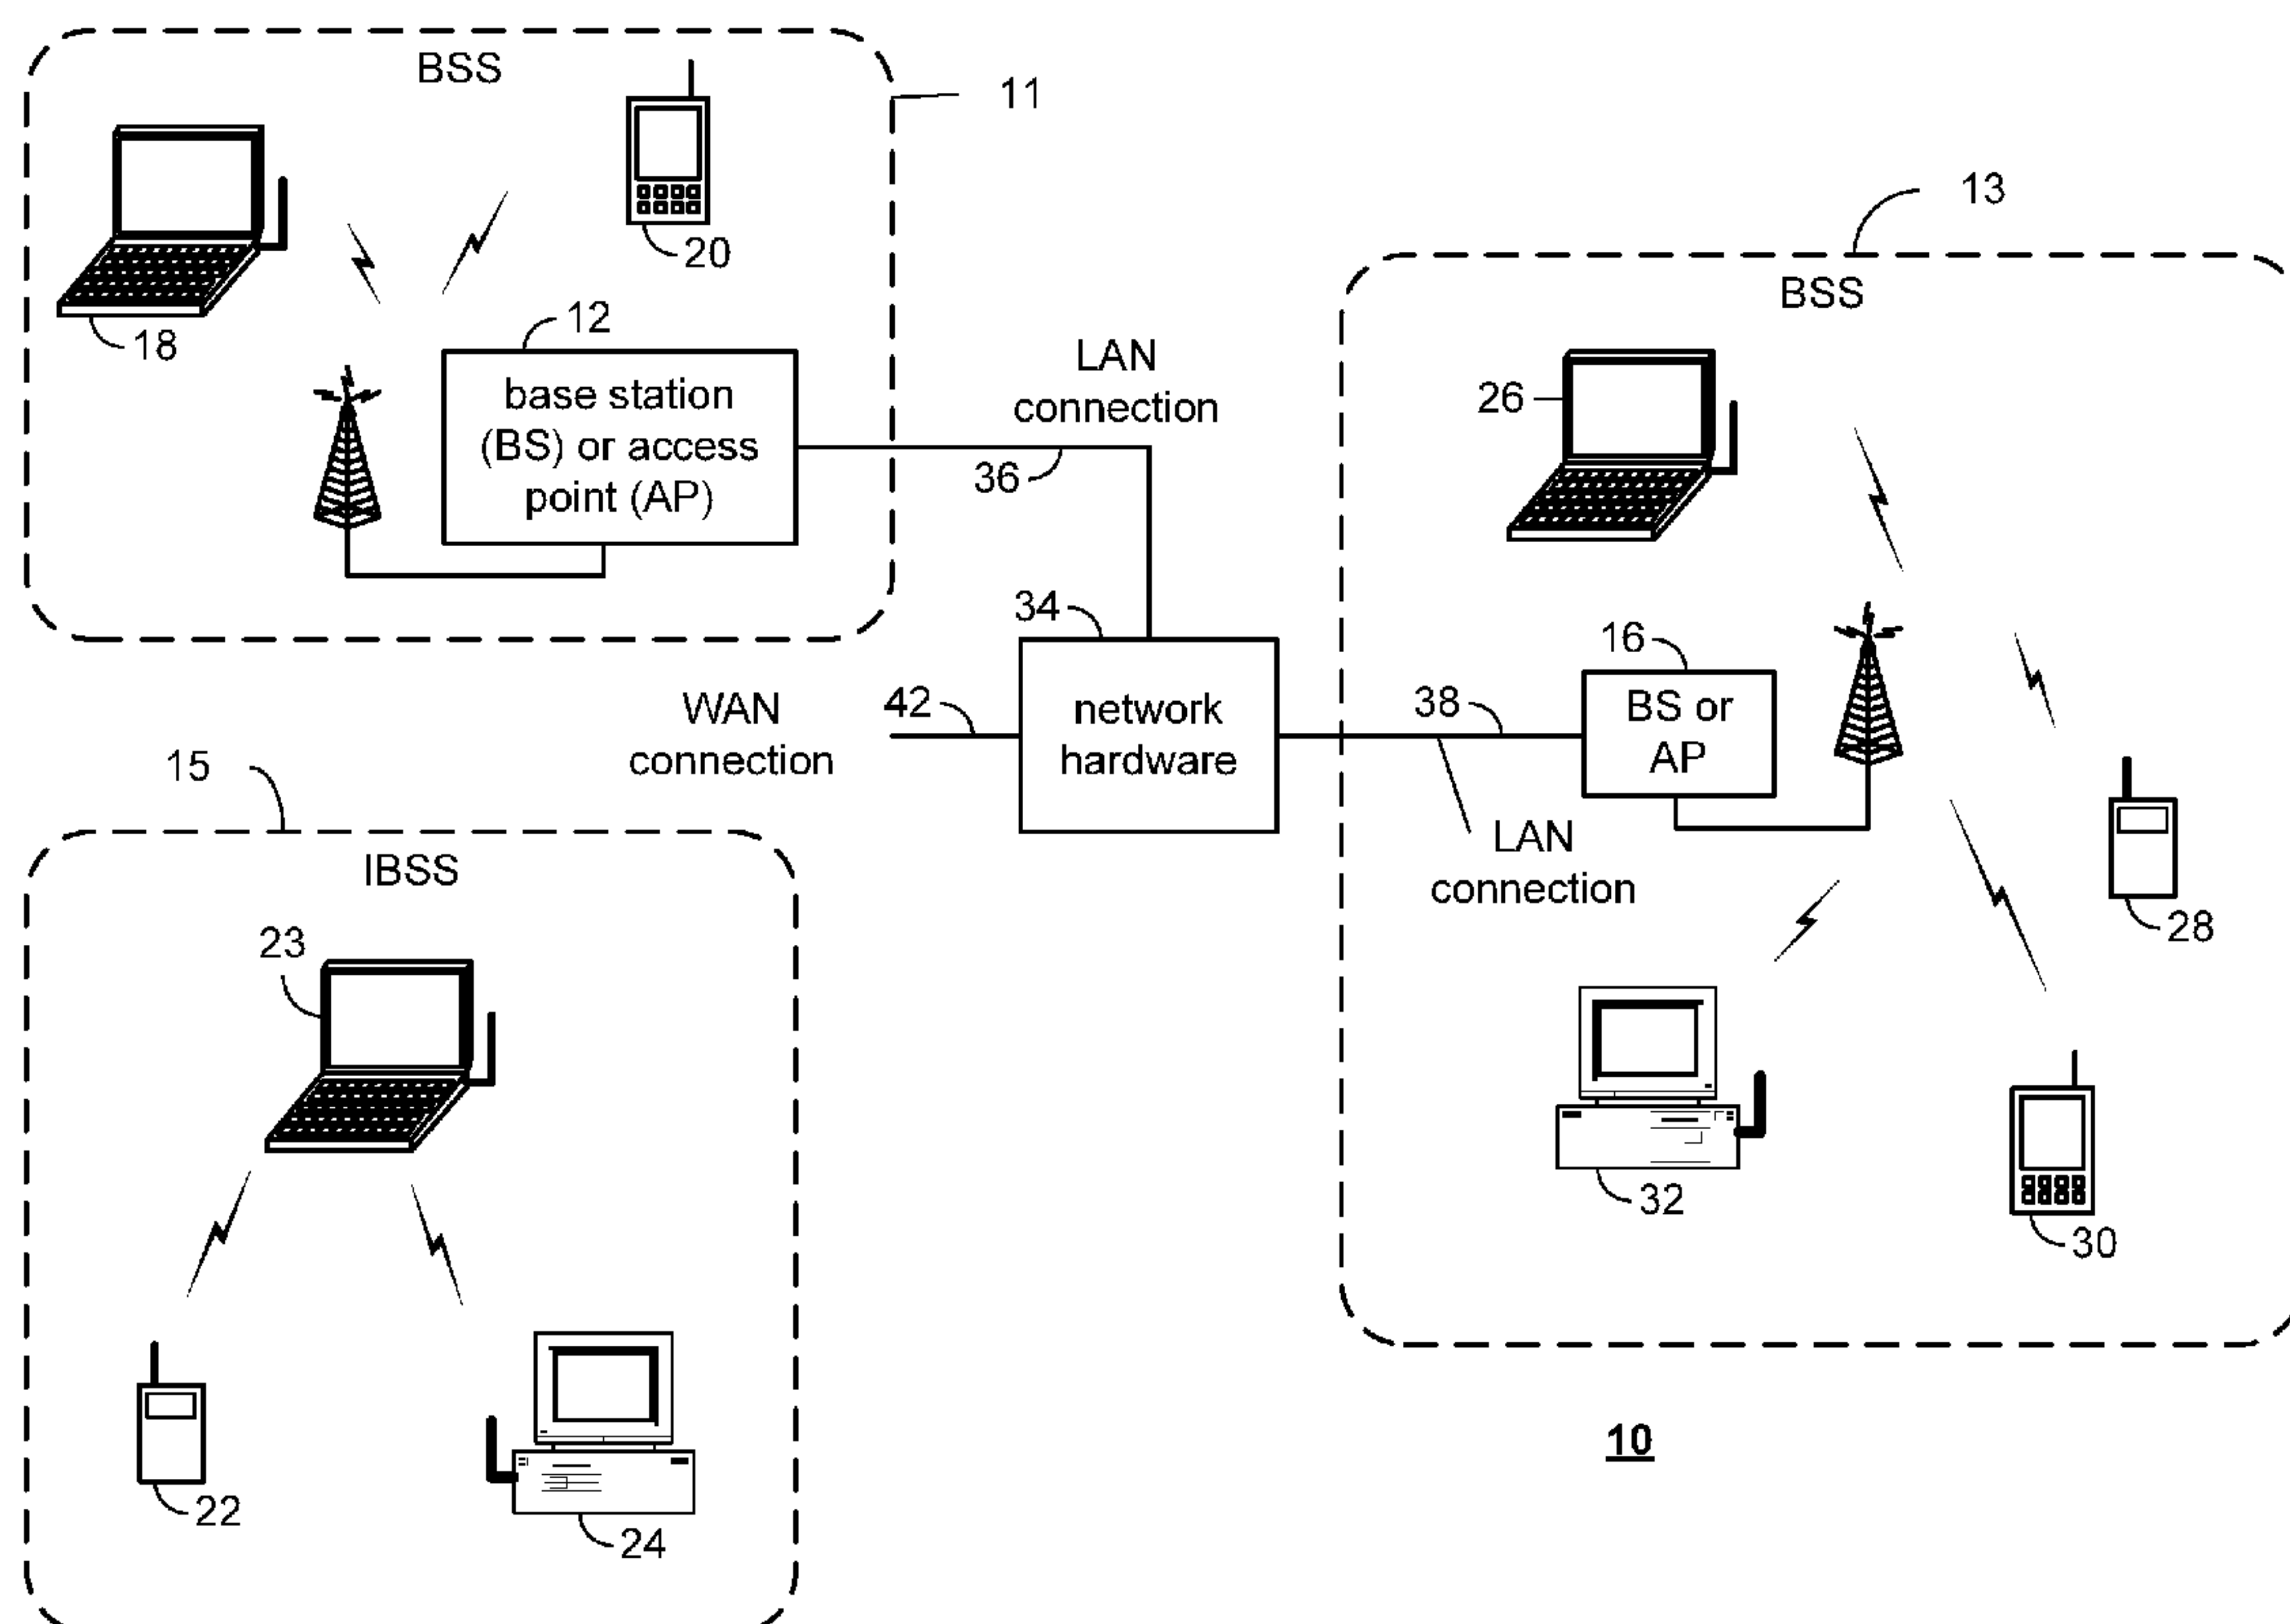 BSS
11
20
18
12
base station
(BS) or access
point (AP)
LAN
connection
36
13
BSS
26
34
network
hardware
WAN
connection
42
38
16
BS or
AP
LAN
connection
28
32
30
15
IBSS
23
22
24
10